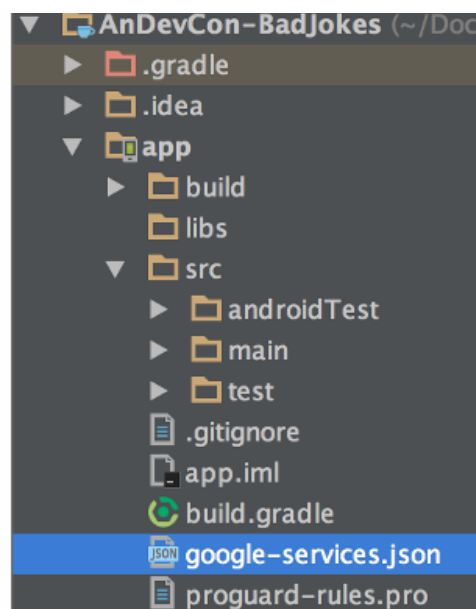 AnDevCon-BadJokes (~/Doc
.gradle
.idea
app
build
libs
src
androidTest
main
test
.gitignore
app.iml
build.gradle
JSON google-services.json
proguard-rules.pro